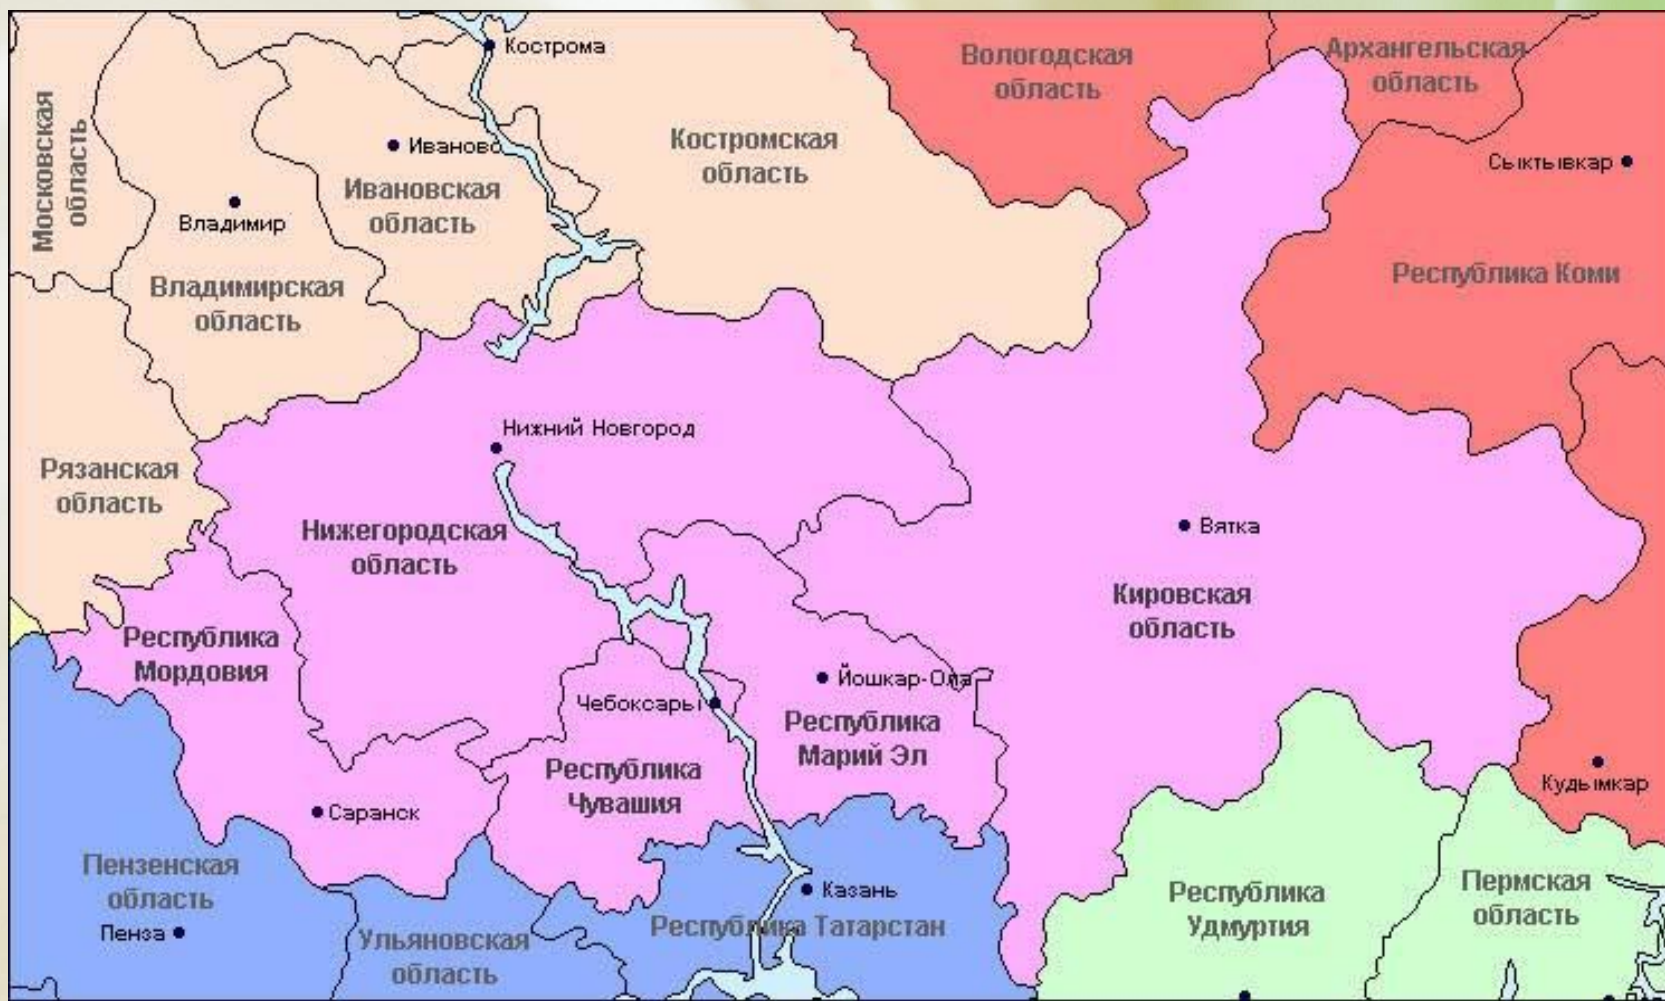 Кострома
Вологодская
область
Архангельская
область
Московская
область
Иваново
Костромская
область
Сыктывкар
Ивановская
область
Владимир
Владимирская
область
Республика Коми
Нижний Новгород
Рязанская
область
Нижегородская
область
Вятка
Кировская
область
Республика
Мордовия
Йошкар-Ола
Чебоксары
Республика
Марий Эл
Республика
Чувашия
Кудымкар
Саранск
Пензенская
область
Казань
Республика
Удмуртия
Пермская
область
Пенза
Ульяновская
область
Республика Татарстан